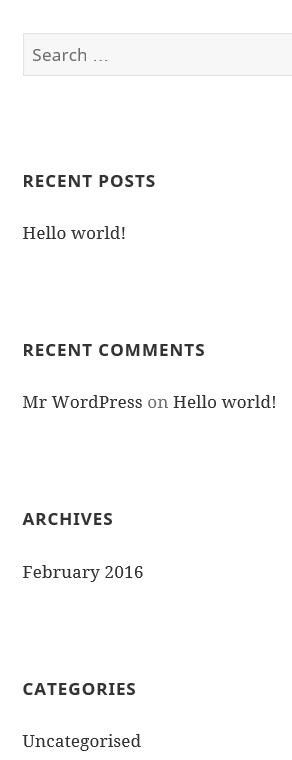 Search …
RECENT POSTS
Hello world!
RECENT COMMENTS
Mr WordPress on Hello world!
ARCHIVES
February 2016
CATEGORIES
Uncategorised